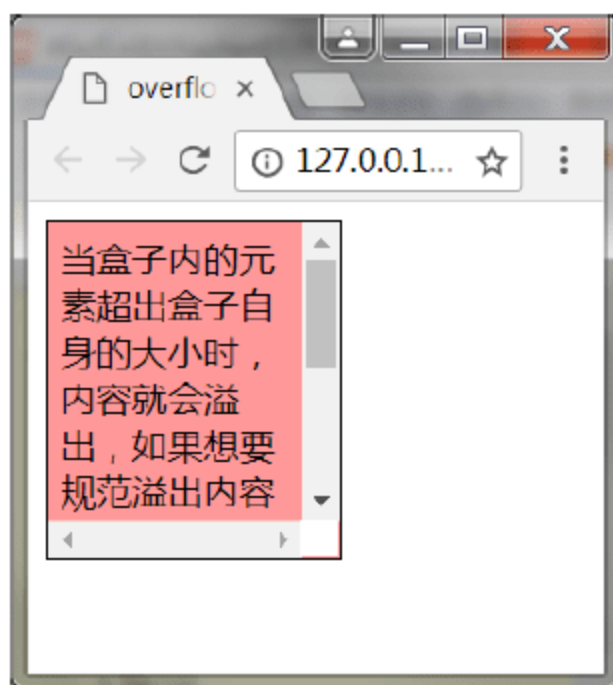 overflo
127.0.0.1...
当盒子内的元
素超出盒子自
身的大小时，
内容就会溢
出，如果想要
规范溢出内容